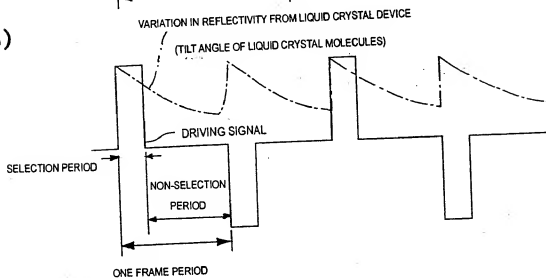 )
VARIATION IN REFLECTIVITY FROM LIQUID CRYSTAL DEVICE
(TILT ANGLE OF LIQUID CRYSTAL MOLECULES)
DRIVING SIGNAL
SELECTION PERIOD
NON-SELECTION
PERIOD
ONE FRAME PERIOD